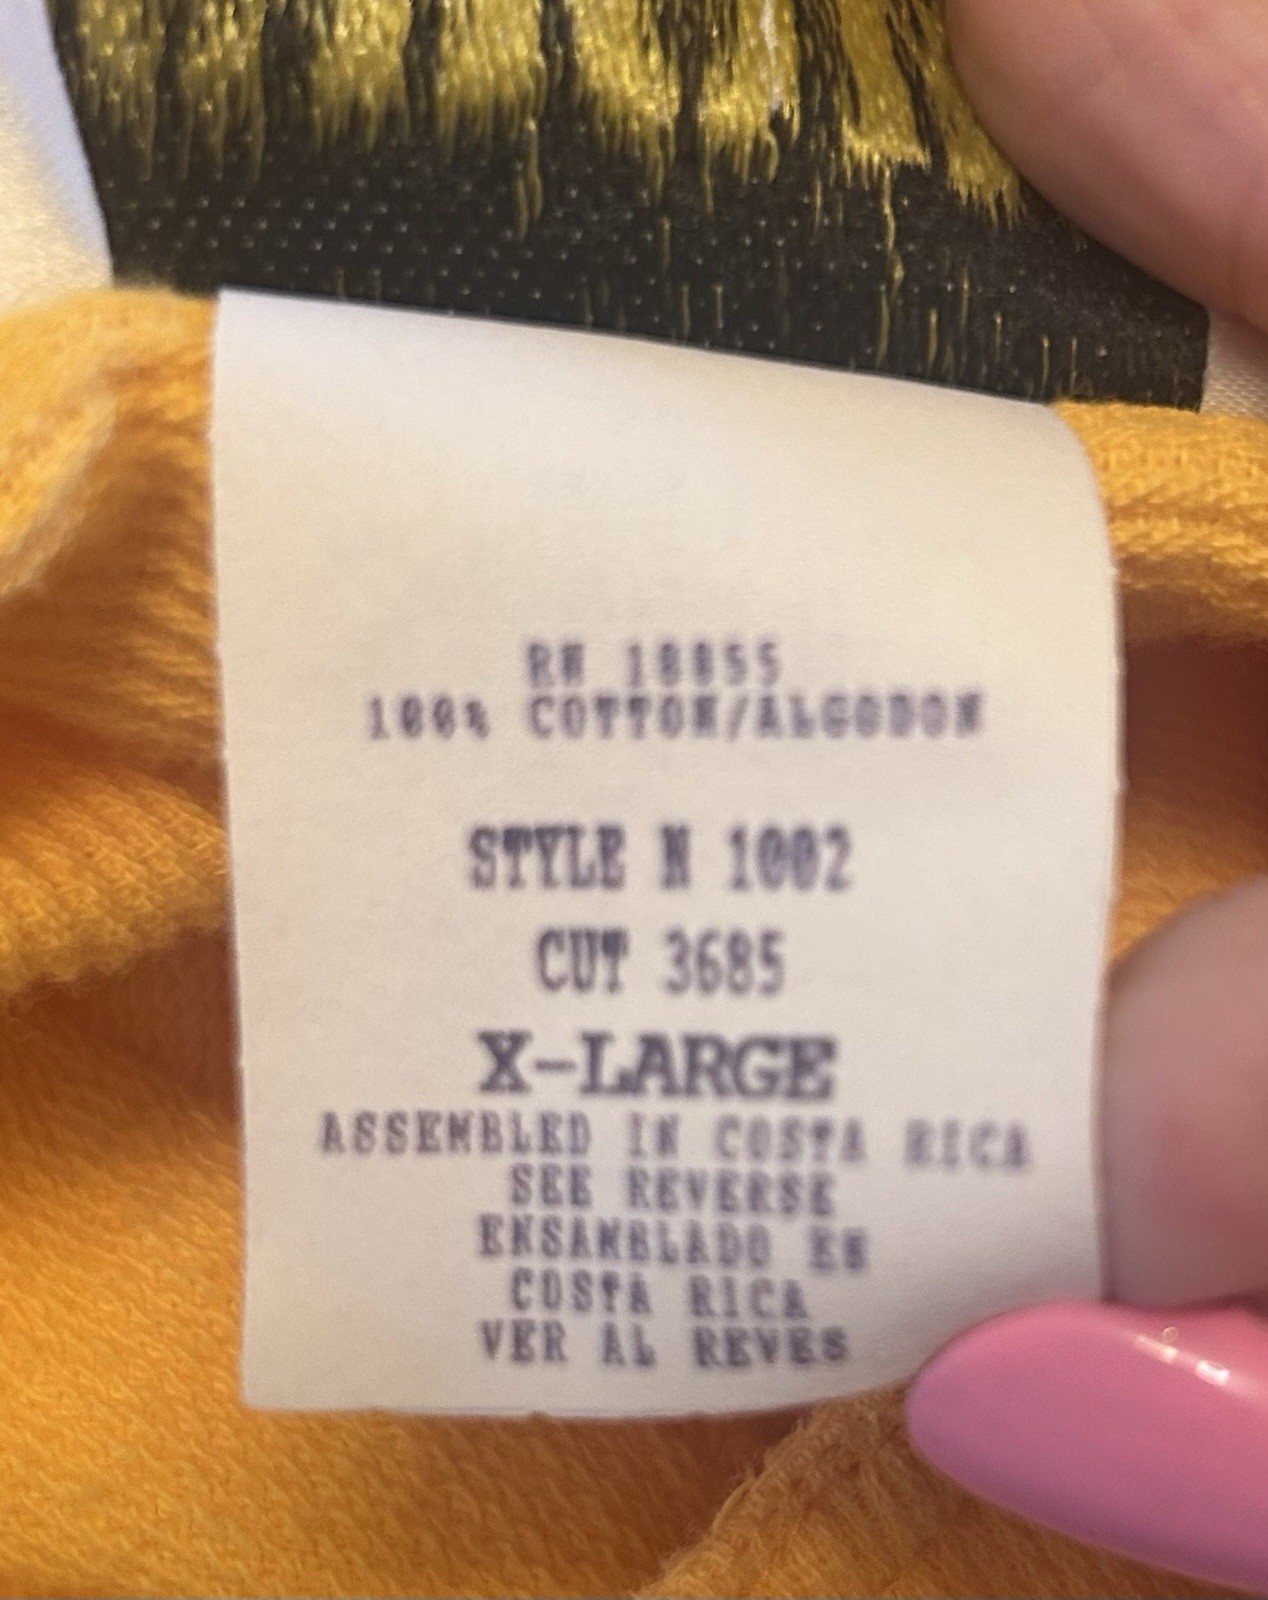 RN 18855
100% COTTON/ALGODON
STYLE N 1002
CUT 3685
X-LARGE
ASSEMBLED IN COSTA RICA
SEE REVERSE
ENSAMBLADO EN
COSTA RICA
VER AL REVES